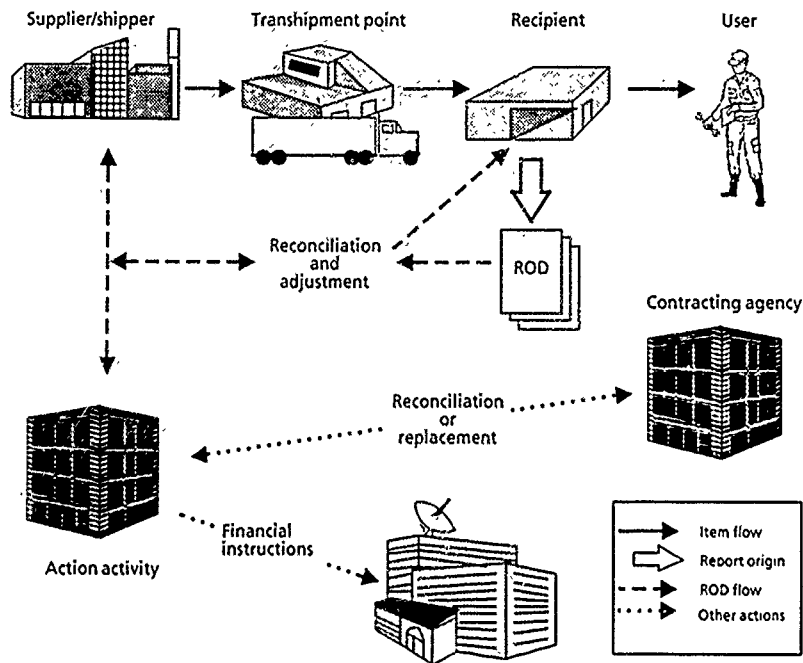 Supplier/shipper
Transhipment point
Recipient
User
Reconciliation
and
adjustment
ROD
Contracting agency
Reconciliation
or
replacement
Financial
instructions
Action activity
Item flow
Report origin
ROD flow
Other actions